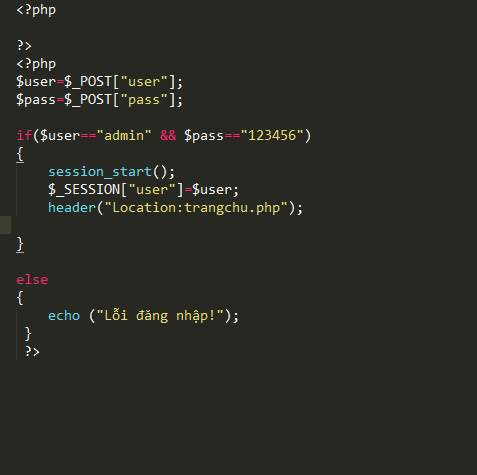 <?php
?>
<?php
$user=$_POST["user"];
$pass=$_POST["pass"];
if($user=="admin" && $pass=="123456")
{
session_start();
$_SESSION["user"]=$user;
header("Location:trangchu.php");
}
else
{
echo ("Lỗi đăng nhập!");
}
?>